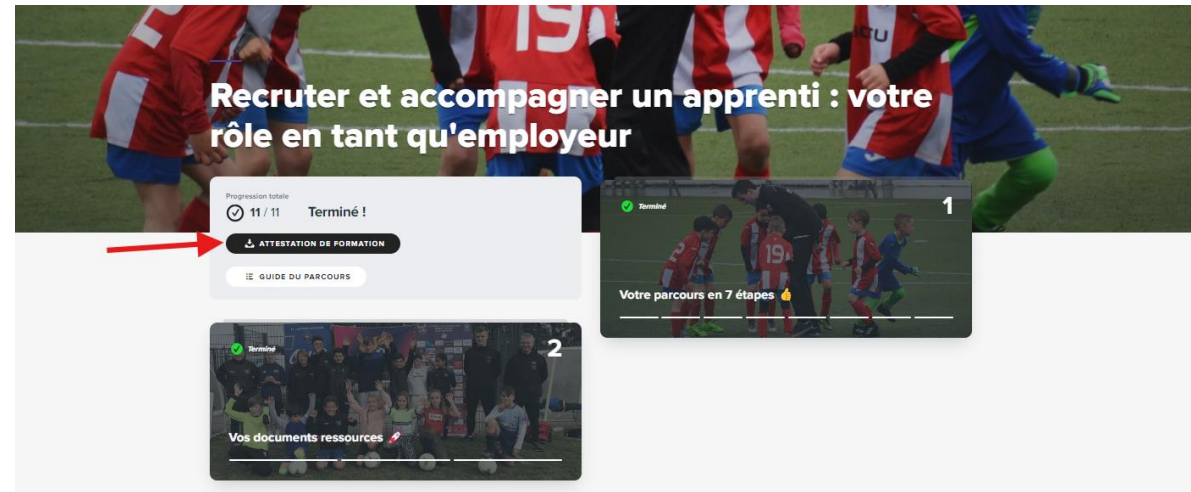 Recruter et accompagner un apprenti : votre
rôle en tant qu'employeur
Progression totale
11 / 11 Terminé !
ATTESTATION DE FORMATION
GUIDE DU PARCOURS
Terminé
1
19
Votre parcours en 7 étapes 👍
Terminé
2
Vos documents ressources 🚀